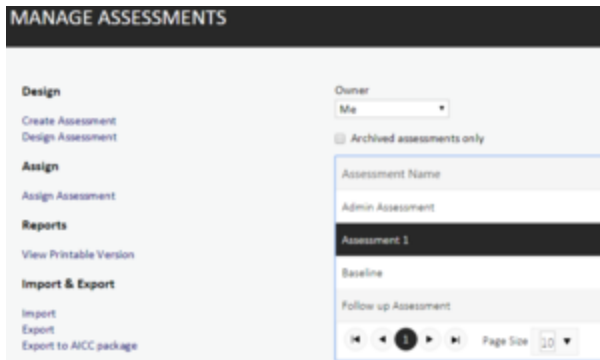 MANAGE ASSESSMENTS
Design
Create Assessment
Design Assessment
Assign
Assign Assessment
Reports
View Printable Version
Import & Export
Import
Export
Export to AICC package
Owner
Me
Archived assessments only
Assessment Name
Admin Assessment
Assessment 1
Baseline
Follow up Assessment
1 Page Size 10